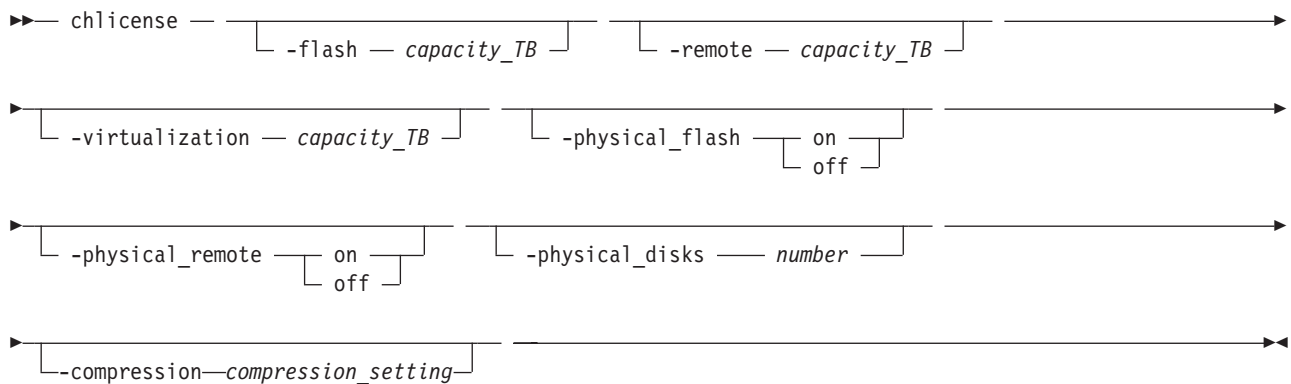 chlicense
-flash capacity_TB -remote capacity_TB
-virtualization capacity_TB -physical_flash on
off
-physical_remote on -physical_disks number
off
-compression compression_setting